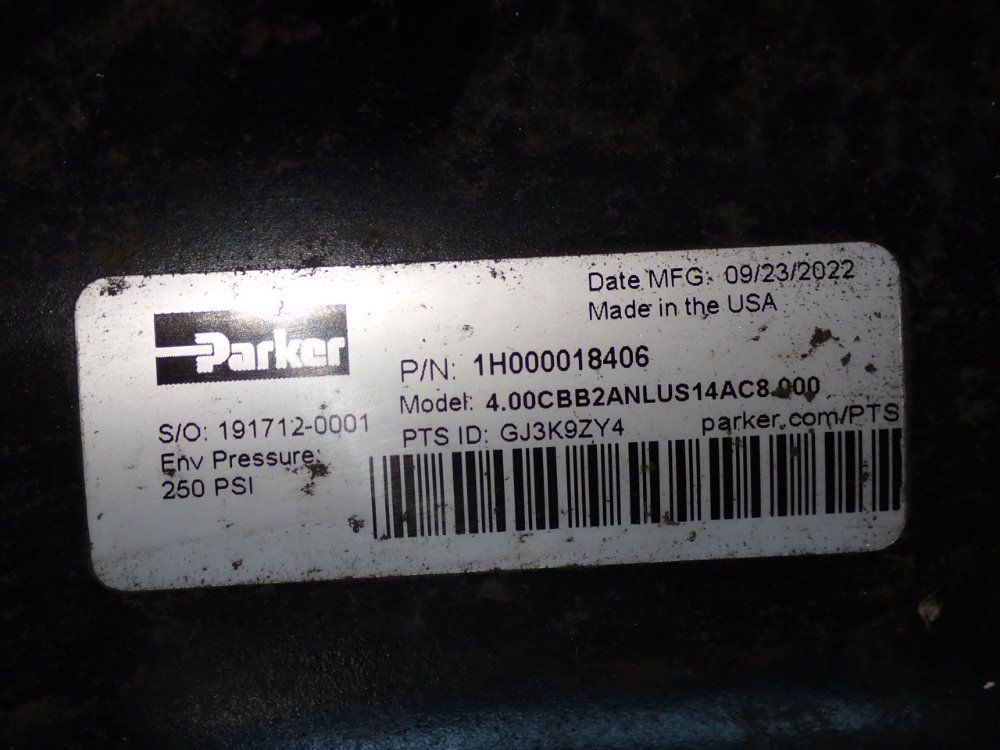 Date MFG: 09/23/2022
Made in the USA
Parker
P/N: 1H000018406
Model: 4.00CBB2ANLUS14AC8.000
S/O: 191712-0001
PTS ID: GJ3K9ZY4
parker.com/PTS
Env Pressure:
250 PSI